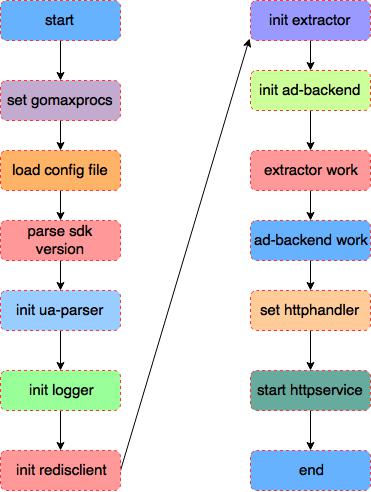 start
set gomaxprocs
load config file
parse sdk
version
init ua-parser
init logger
init redisclient
init extractor
init ad-backend
extractor work
ad-backend work
set httphandler
start httpservice
end